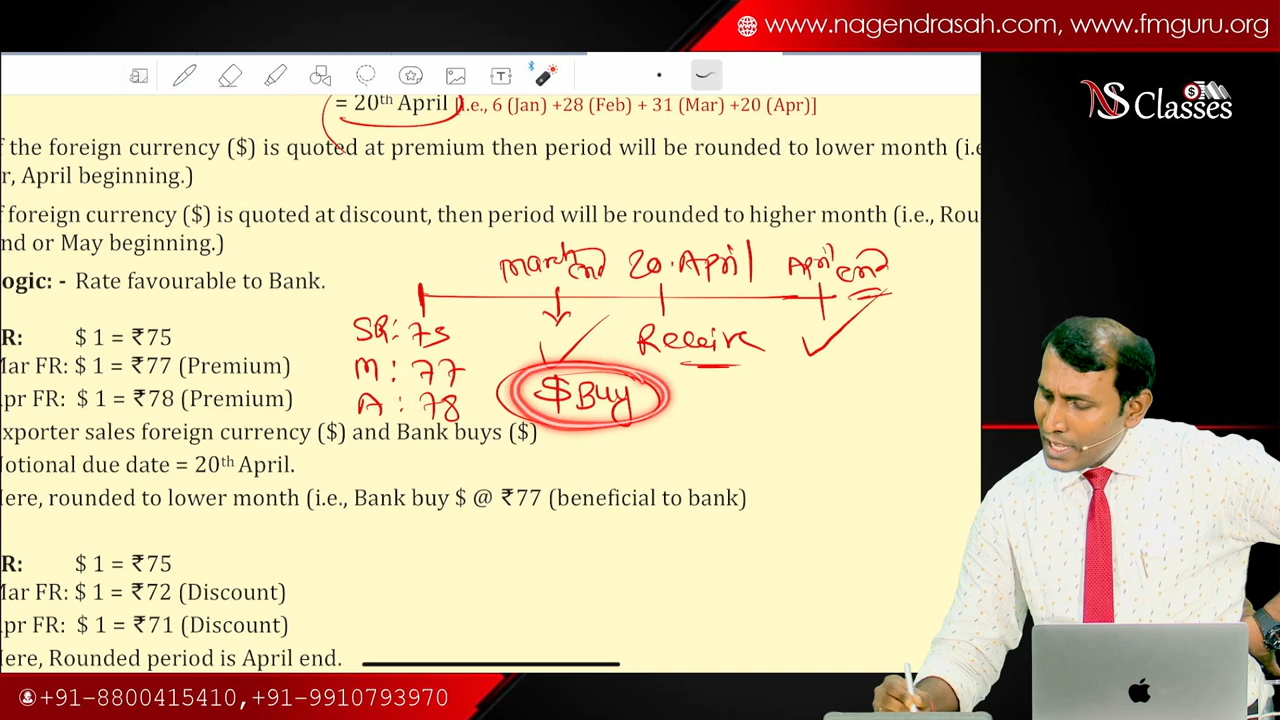 www.nagendrasah.com, www.fmguru.org
NS Classes
= 20th April [i.e., 6 (Jan) +28 (Feb) + 31 (Mar) +20 (Apr)]
f the foreign currency ($) is quoted at premium then period will be rounded to lower month (i.e
r, April beginning.)
f foreign currency ($) is quoted at discount, then period will be rounded to higher month (i.e., Rou
nd or May beginning.)
ogic: - Rate favourable to Bank.
March end 20 April April end
R: $ 1 = ₹75
SR: 75
Receive
Mar FR: $ 1 = ₹77 (Premium)
M: 77
Apr FR: $ 1 = ₹78 (Premium)
A: 78
$ Buy
xporter sales foreign currency ($) and Bank buys ($)
Notional due date = 20th April.
Here, rounded to lower month (i.e., Bank buy $ @ ₹77 (beneficial to bank)
R: $ 1 = ₹75
Mar FR: $ 1 = ₹72 (Discount)
Apr FR: $ 1 = ₹71 (Discount)
Here, Rounded period is April end.
+91-8800415410,+91-9910793970